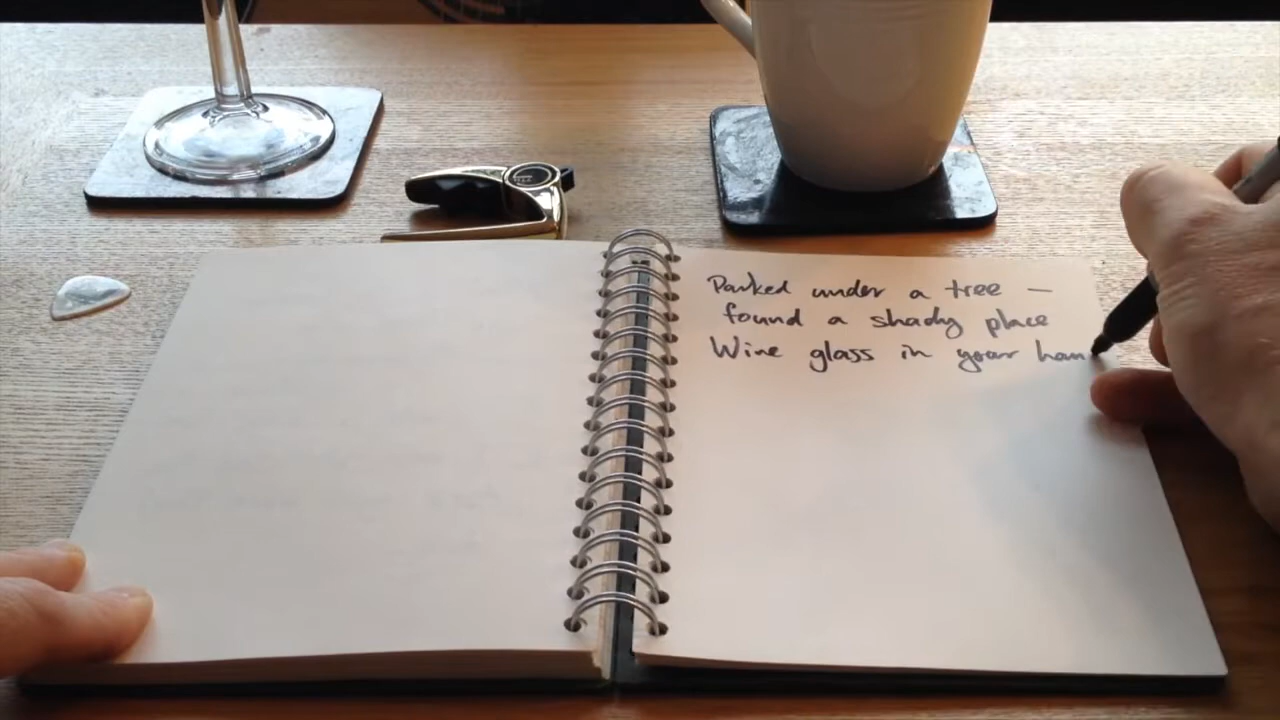 Parked under a tree —
found a shady place
Wine glass in your han